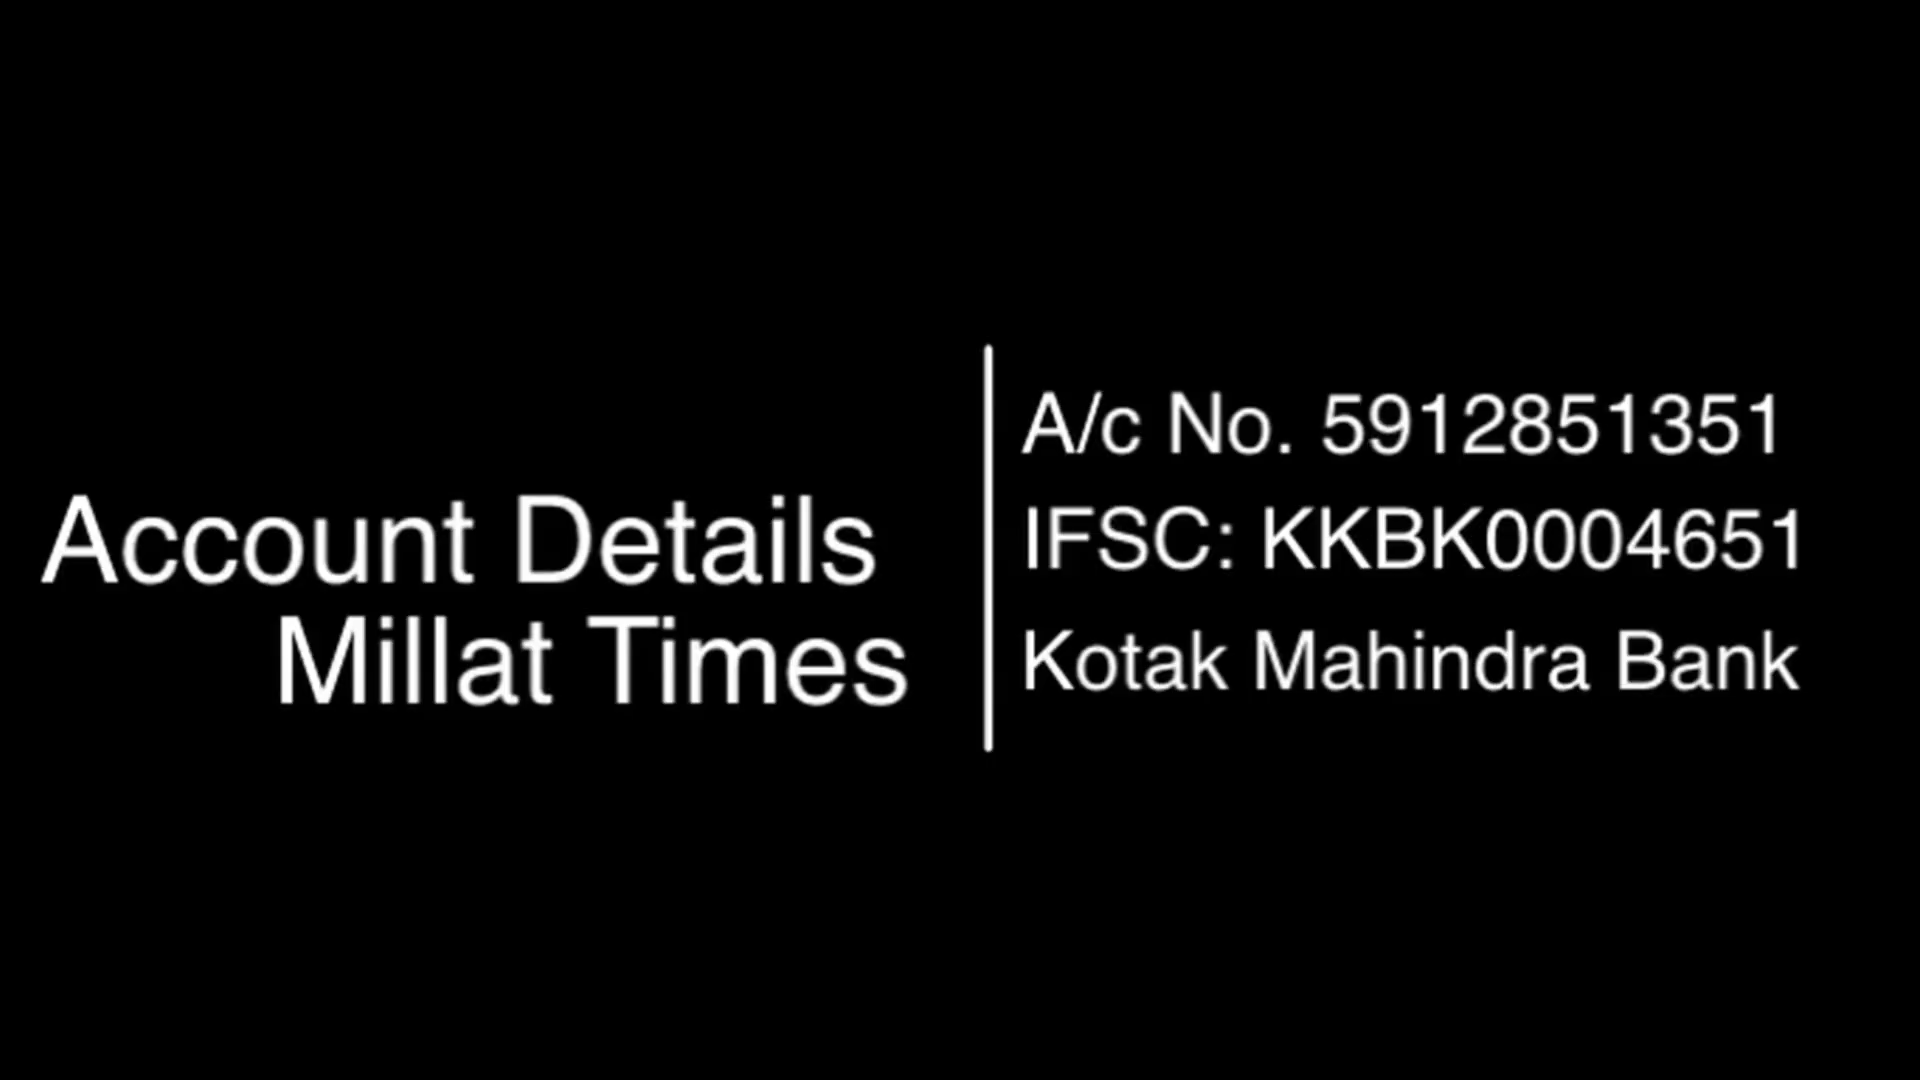 Account Details
Millat Times
A/c No. 5912851351
IFSC: KKBK0004651
Kotak Mahindra Bank